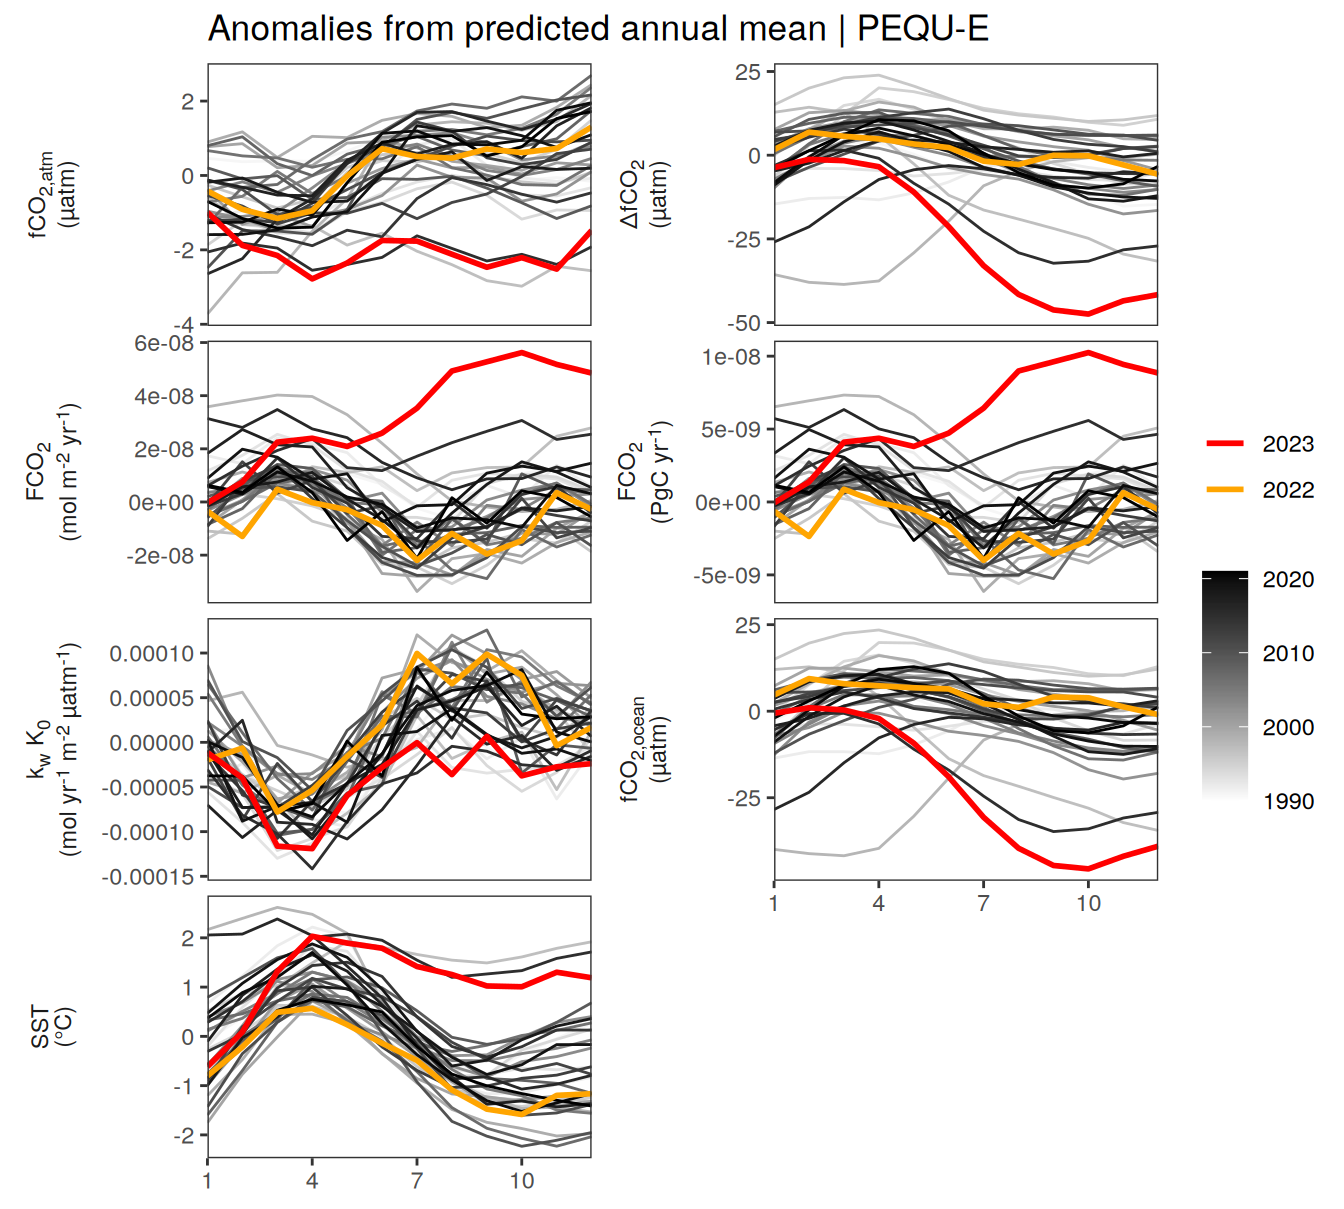 Anomalies from predicted annual mean | PEQU-E
fCO2,atm
(µatm)
2
0
-2
-4
ΔfCO2
(µatm)
25
0
-25
-50
FCO2
(mol m-2 yr-1)
6e-08
4e-08
2e-08
0e+00
-2e-08
FCO2
(PgC yr-1)
1e-08
5e-09
0e+00
-5e-09
kw K0
(mol yr-1 m-2 µatm-1)
0.00010
0.00005
0.00000
-0.00005
-0.00010
-0.00015
fCO2,ocean
(µatm)
25
0
-25
1 4 7 10
SST
(°C)
2
1
0
-1
-2
1 4 7 10
2023
2022
2020
2010
2000
1990